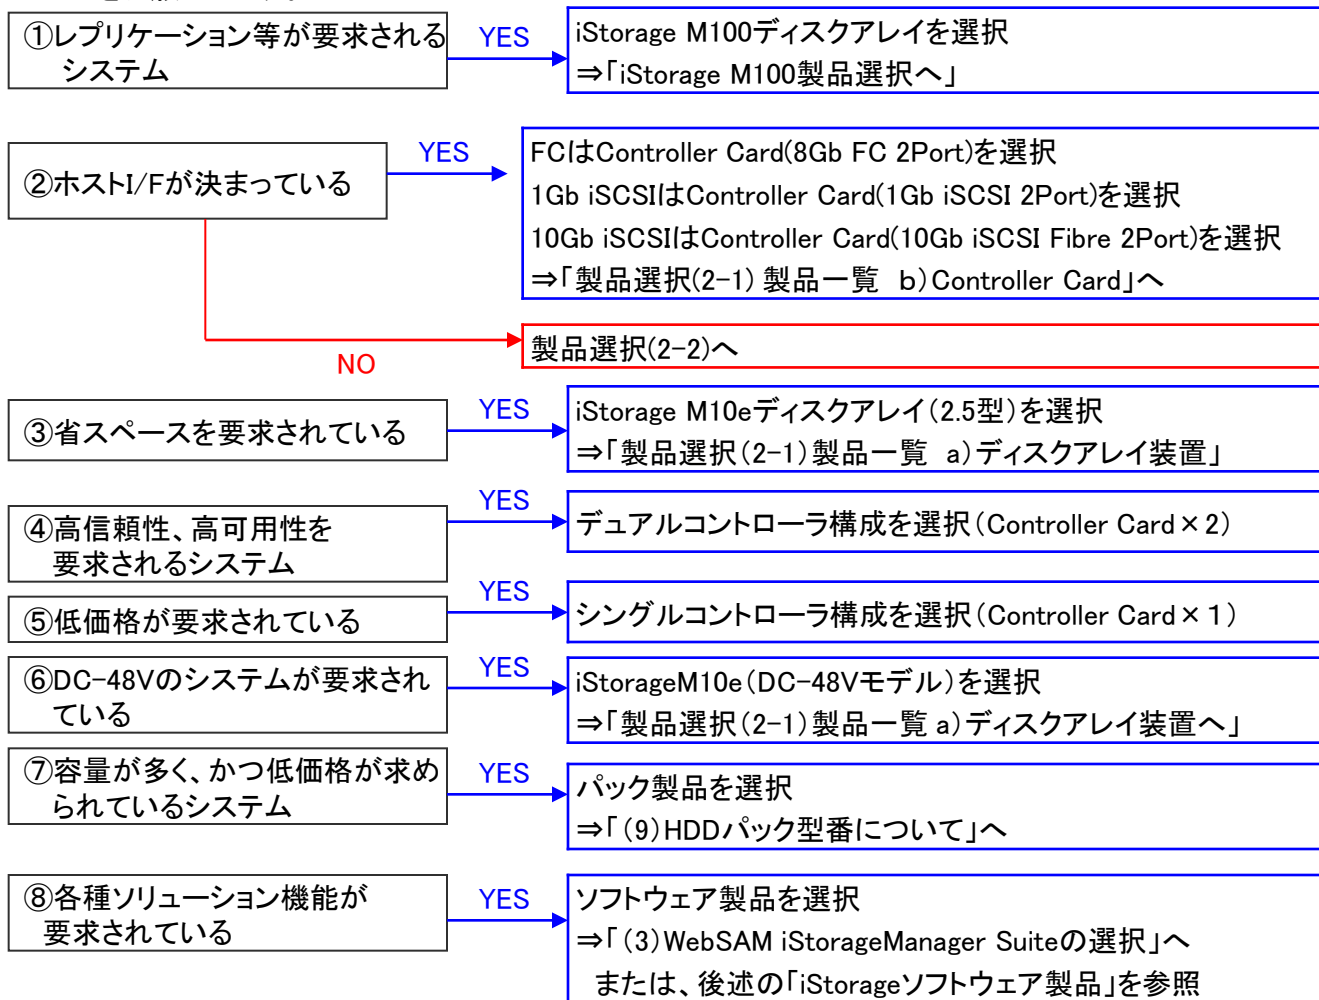 ①レプリケーション等が要求される
システム
YES
iStorage M100ディスクアレイを選択
⇒「iStorage M100製品選択へ」
②ホストI/Fが決まっている
YES
FCはController Card(8Gb FC 2Port)を選択
1Gb iSCSIはController Card(1Gb iSCSI 2Port)を選択
10Gb iSCSIはController Card(10Gb iSCSI Fibre 2Port)を選択
⇒「製品選択(2-1) 製品一覧 b)Controller Card」へ
NO
製品選択(2-2)へ
③省スペースを要求されている
YES
iStorage M10eディスクアレイ(2.5型)を選択
⇒「製品選択(2-1)製品一覧 a)ディスクアレイ装置」
④高信頼性、高可用性を
要求されるシステム
YES
デュアルコントローラ構成を選択(Controller Card×2)
⑤低価格が要求されている
YES
シングルコントローラ構成を選択(Controller Card×1)
⑥DC-48Vのシステムが要求され
ている
YES
iStorageM10e(DC-48Vモデル)を選択
⇒「製品選択(2-1)製品一覧 a)ディスクアレイ装置へ」
⑦容量が多く、かつ低価格が求め
られているシステム
YES
パック製品を選択
⇒「(9)HDDパック型番について」へ
⑧各種ソリューション機能が
要求されている
YES
ソフトウェア製品を選択
⇒「(3)WebSAM iStorageManager Suiteの選択」へ
または、後述の「iStorageソフトウェア製品」を参照